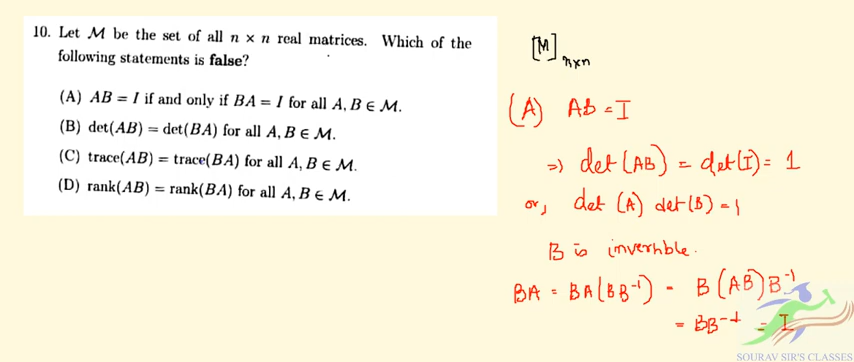 10. Let M be the set of all n × n real matrices. Which of the
following statements is false?
(A) AB = I if and only if BA = I for all A, B ∈ M.
(B) det(AB) = det(BA) for all A, B ∈ M.
(C) trace(AB) = trace(BA) for all A, B ∈ M.
(D) rank(AB) = rank(BA) for all A, B ∈ M.
[M]n×n
(A) AB = I
⇒ det (AB) = det(I) = 1
or, det (A) det(B) = 1
B is invertible.
BA = BA(BB⁻¹) = B(AB)B⁻¹
= BB⁻¹ = I
SOURAV SIR'S CLASSES